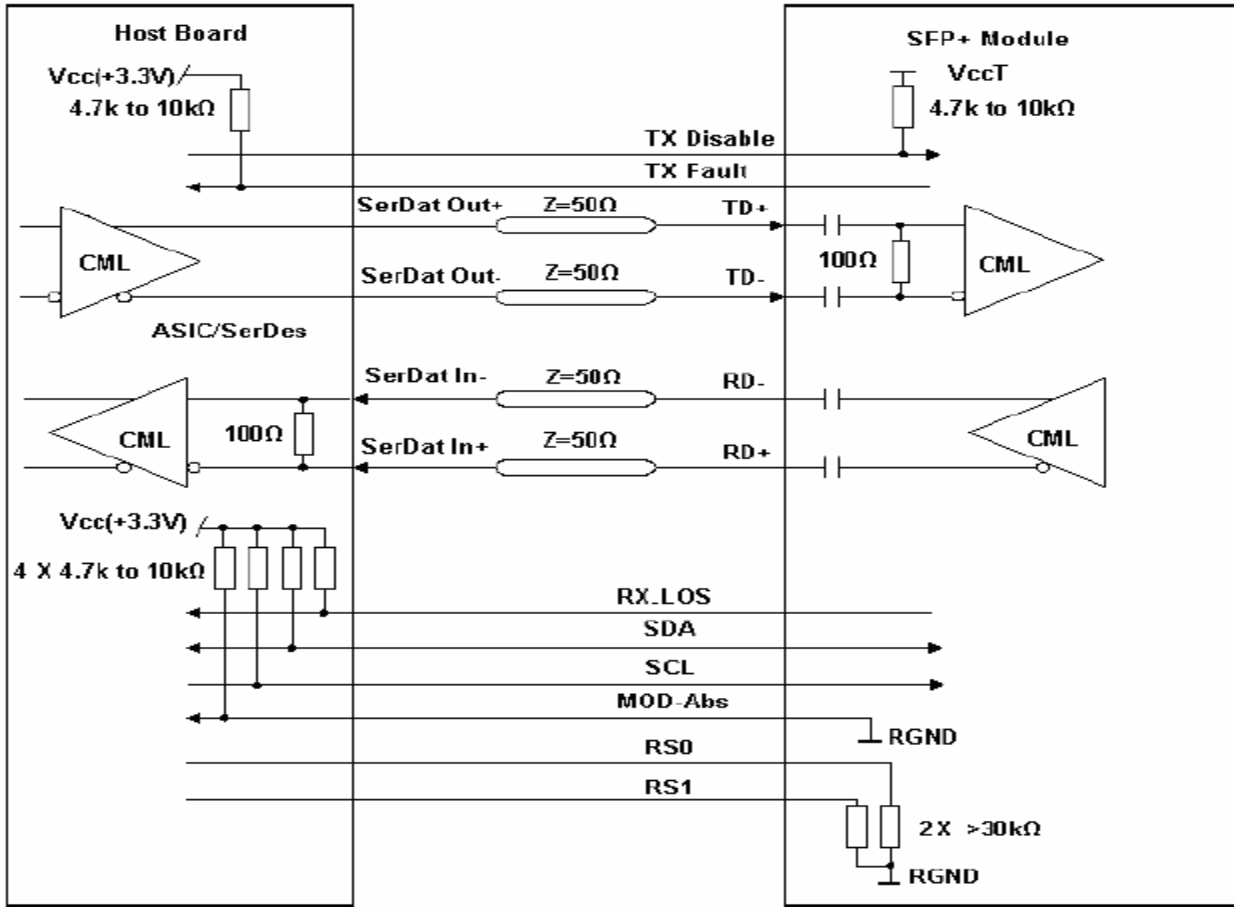 Host Board
SFP+ Module
Vcc(+3.3V)
4.7k to 10kΩ
VccT
4.7k to 10kΩ
TX Disable
TX Fault
SerDat Out+
Z=50Ω
TD+
CML
100Ω
CML
SerDat Out-
Z=50Ω
TD-
ASIC/SerDes
SerDat In-
Z=50Ω
RD-
CML
100Ω
SerDat In+
Z=50Ω
RD+
CML
Vcc(+3.3V)
4 X 4.7k to 10kΩ
RX_LOS
SDA
SCL
MOD-Abs
RGND
RS0
RS1
2X >30kΩ
RGND